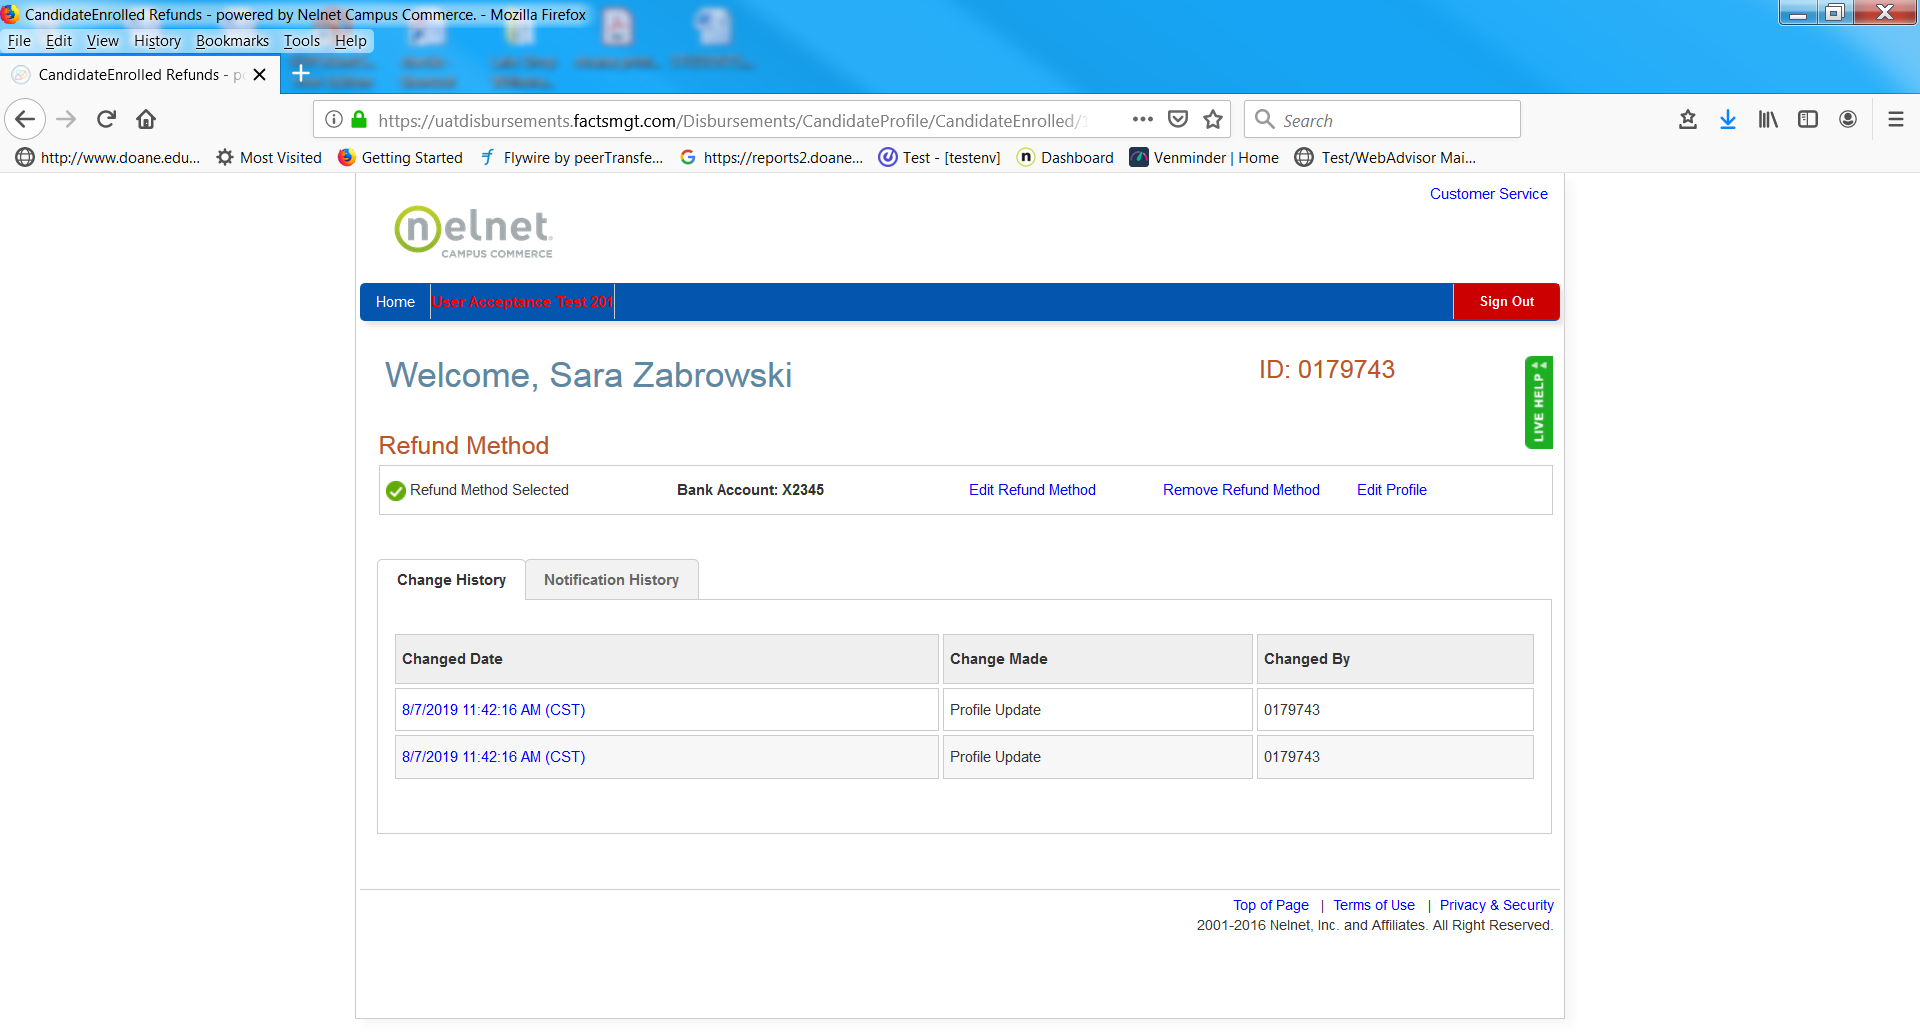 CandidateEnrolled Refunds - powered by Nelnet Campus Commerce. - Mozilla Firefox
File Edit View History Bookmarks Tools Help
CandidateEnrolled Refunds - po
https://uatdisbursements.factsmgt.com/Disbursements/CandidateProfile/CandidateEnrolled/
Search
http://www.doane.edu... Most Visited Getting Started Flywire by peerTransfe... https://reports2.doane... Test - [testenv] Dashboard Venminder | Home Test/WebAdvisor Mai...
Customer Service
nelnet
CAMPUS COMMERCE
Home User Acceptance Test 201 Sign Out
Welcome, Sara Zabrowski
ID: 0179743
LIVE HELP
Refund Method
Refund Method Selected Bank Account: X2345 Edit Refund Method Remove Refund Method Edit Profile
Change History Notification History
Changed Date Change Made Changed By
8/7/2019 11:42:16 AM (CST) Profile Update 0179743
8/7/2019 11:42:16 AM (CST) Profile Update 0179743
Top of Page | Terms of Use | Privacy & Security
2001-2016 Nelnet, Inc. and Affiliates. All Right Reserved.